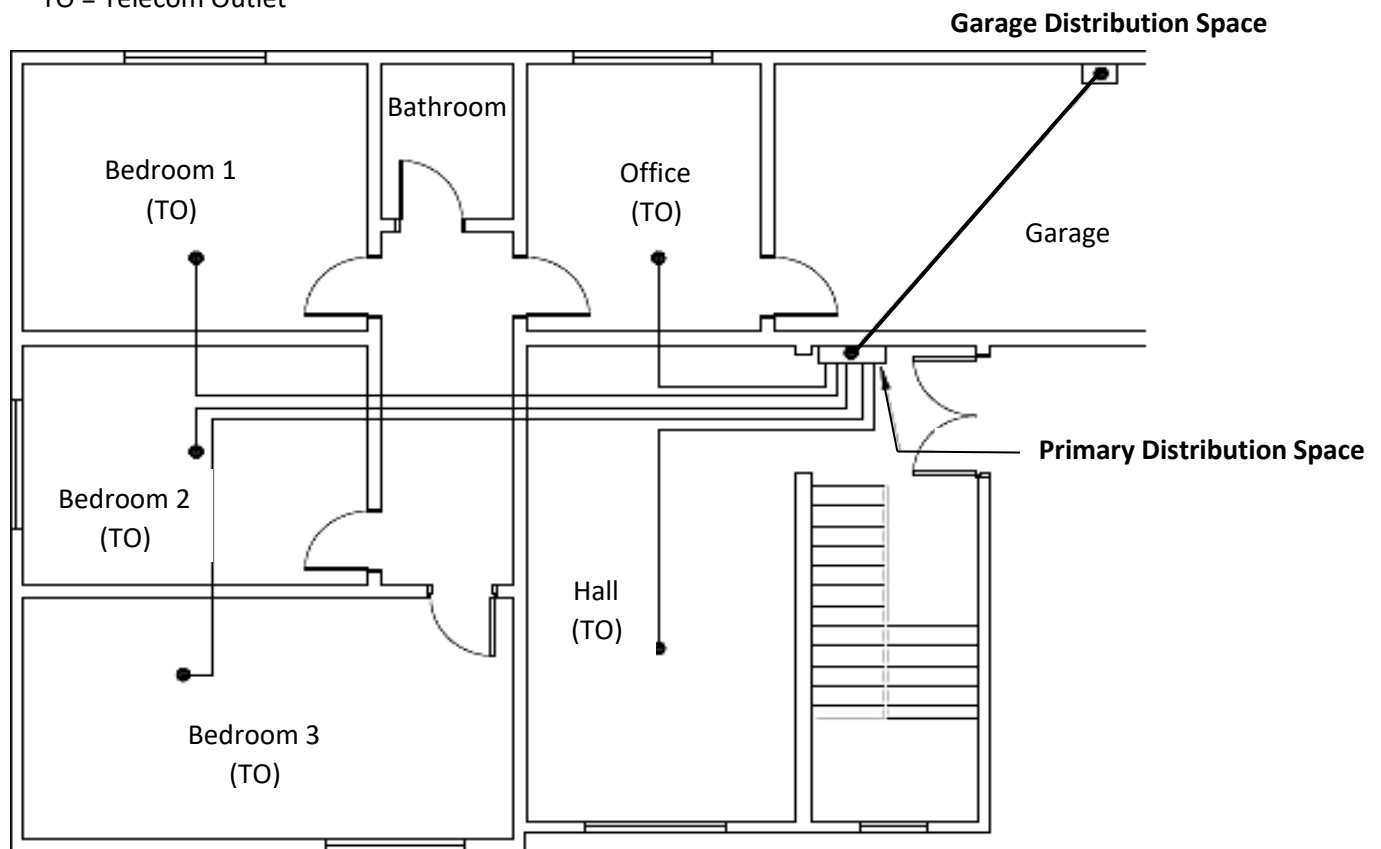 TO = Telecom Outlet
Garage Distribution Space
Bathroom
Bedroom 1
(TO)
Office
(TO)
Garage
Primary Distribution Space
Bedroom 2
(TO)
Hall
(TO)
Bedroom 3
(TO)